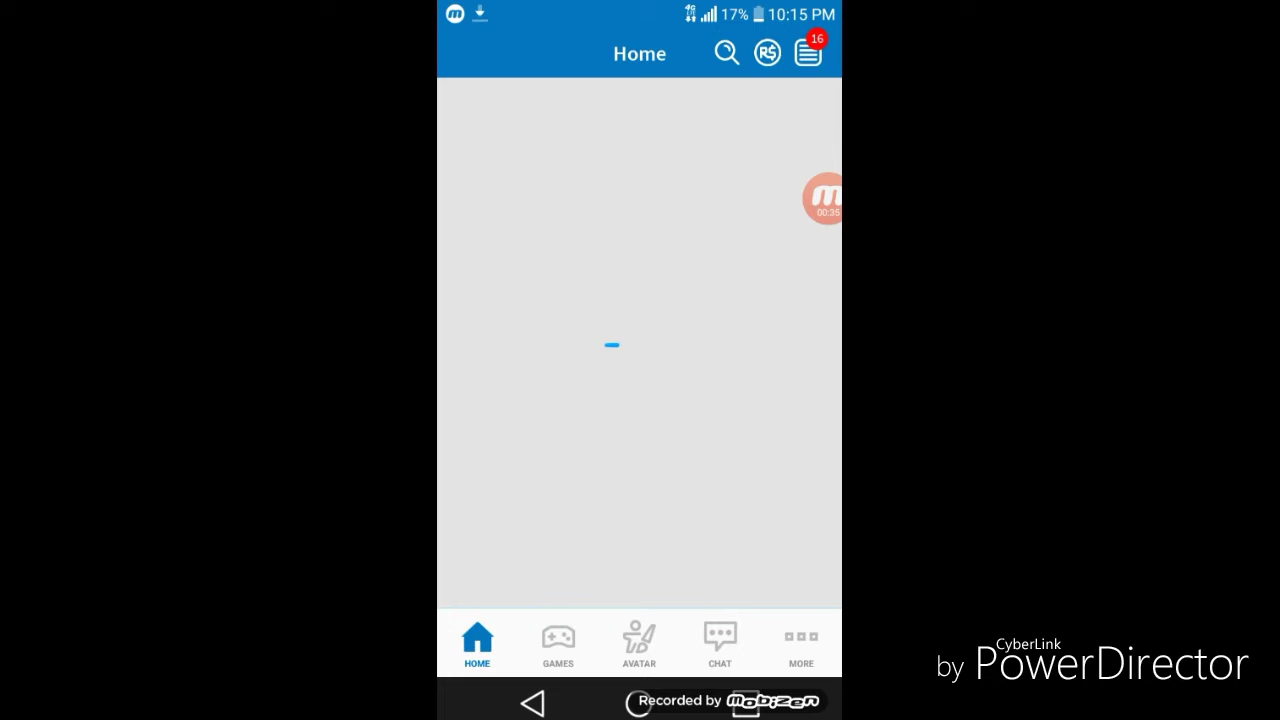 m 4G 17% 10:15 PM
Home R$ 16
m
00:35
HOME GAMES AVATAR CHAT MORE
CyberLink
by PowerDirector
Recorded by mobizen